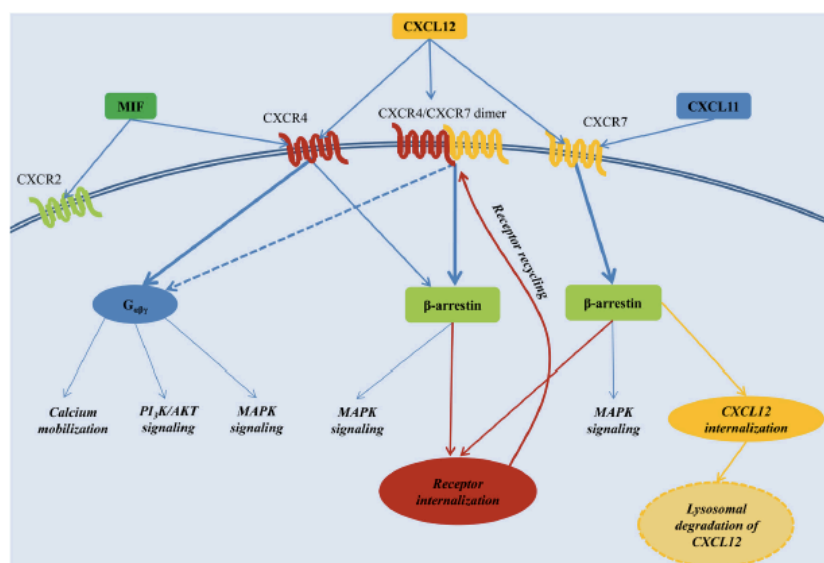 CXCL12
MIF
CXCR4
CXCR4/CXCR7 dimer
CXCR7
CXCL11
CXCR2
Receptor recycling
Gαβγ
β-arrestin
β-arrestin
Calcium
mobilization
PI3K/AKT
signaling
MAPK
signaling
MAPK
signaling
MAPK
signaling
CXCL12
internalization
Receptor
internalization
Lysosomal
degradation of
CXCL12